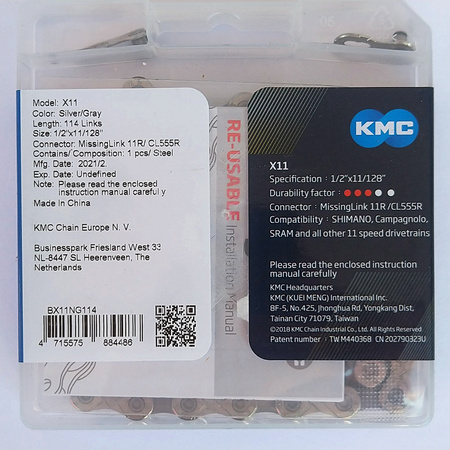 Model: X11
Color: Silver/Gray
Length: 114 Links
Size:1/2"x11/128"
Connector: MissingLink 11R/ CL555R
Contains/ Composition: 1 pcs/ Steel
Mfg. Date: 2021/2.
Exp. Date: Undefined
Note: Please read the enclosed
instruction manual carefully
Made In China
KMC Chain Europe N. V.
Businesspark Friesland West 33
NL-8447 SL Heerenveen, The
Netherlands
BX11NG114
4 715575 884486
RE-USABLE
Installation Manual
KMC
X11
Specification : 1/2"x11/128"
Durability factor :
Connector : MissingLink 11R /CL555R
Compatibility : SHIMANO, Campagnolo,
SRAM and all other 11 speed drivetrains
Please read the enclosed instruction
manual carefully
KMC Headquarters
KMC (KUEI MENG) International Inc.
8F-5, No.425, Jhonghua Rd, Yongkang Dist,
Tainan City 71079, Taiwan
©2018 KMC Chain Industrial Co., Ltd. All Rights Reserved
Patent number : TW M440368 CN 202790323U